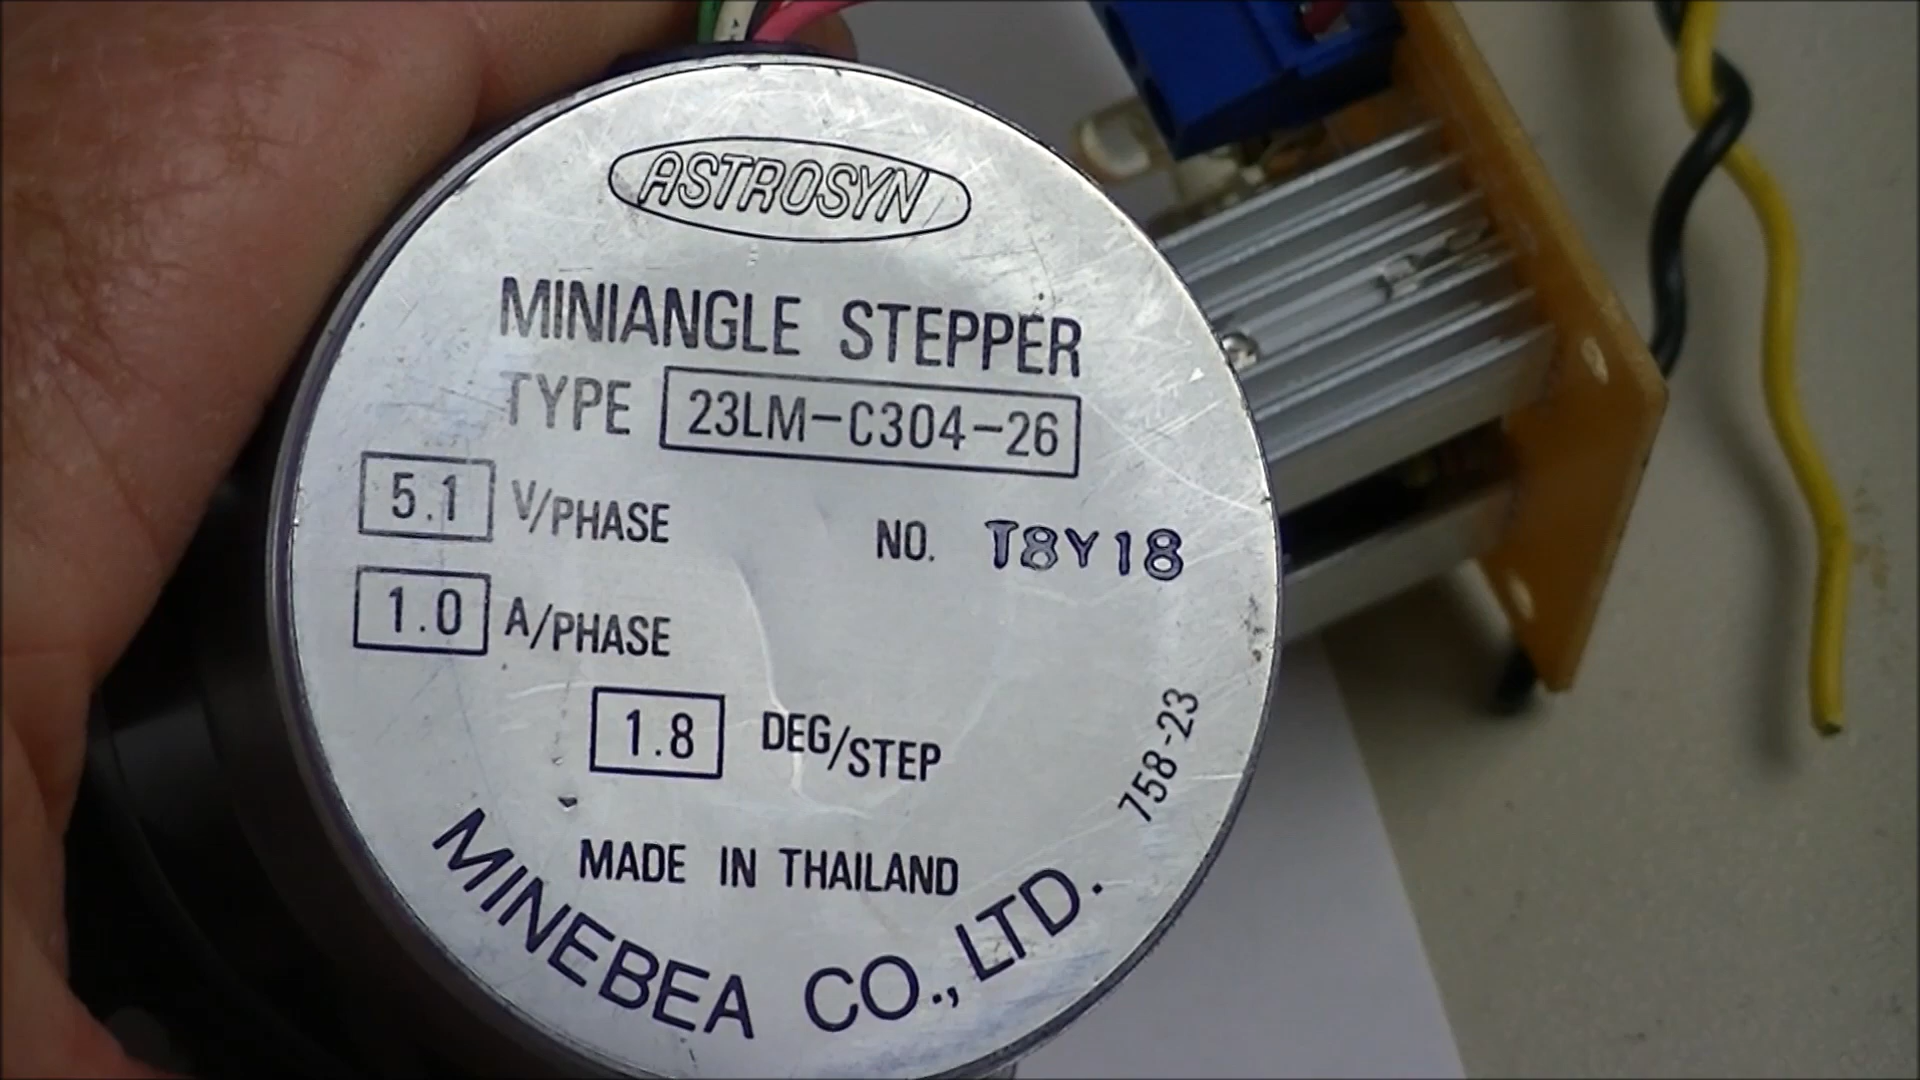 ASTROSYN
MINIANGLE STEPPER
TYPE 23LM-C304-26
5.1 V/PHASE
NO. T8Y18
1.0 A/PHASE
1.8 DEG/STEP
758-23
MADE IN THAILAND
MINEBEA CO., LTD.